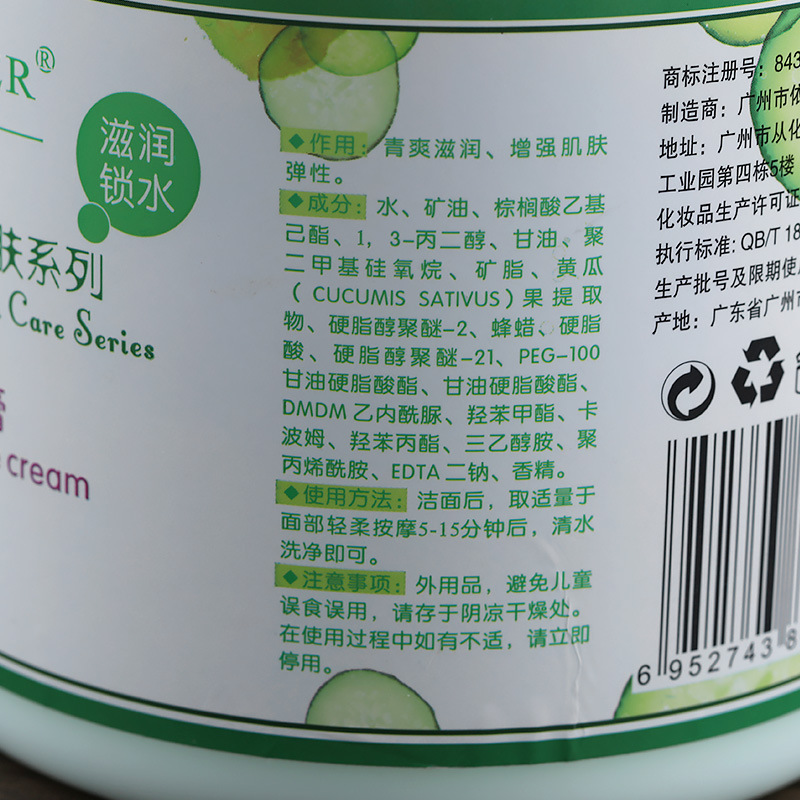 ER®
滋润
锁水
肤系列
Care Series
膏
cream
◆作用：青爽滋润、增强肌肤
弹性。
◆成分：水、矿油、棕榈酸乙基
己酯、1，3-丙二醇、甘油、聚
二甲基硅氧烷、矿脂、黄瓜
（CUCUMIS SATIVUS）果提取
物、硬脂醇聚醚-2、蜂蜡、硬脂
酸、硬脂醇聚醚-21、PEG-100
甘油硬脂酸酯、甘油硬脂酸酯、
DMDM 乙内酰脲、羟苯甲酯、卡
波姆、羟苯丙酯、三乙醇胺、聚
丙烯酰胺、EDTA 二钠、香精。
◆使用方法：洁面后，取适量于
面部轻柔按摩5-15分钟后，清水
洗净即可。
◆注意事项：外用品，避免儿童
误食误用，请存于阴凉干燥处。
在使用过程中如有不适，请立即
停用。
商标注册号：843
制造商：广州市依
地址：广州市从化
工业园第四栋5楼
化妆品生产许可证
执行标准: QB/T 18
生产批号及限期使
产地：广东省广州市
6 952743 8